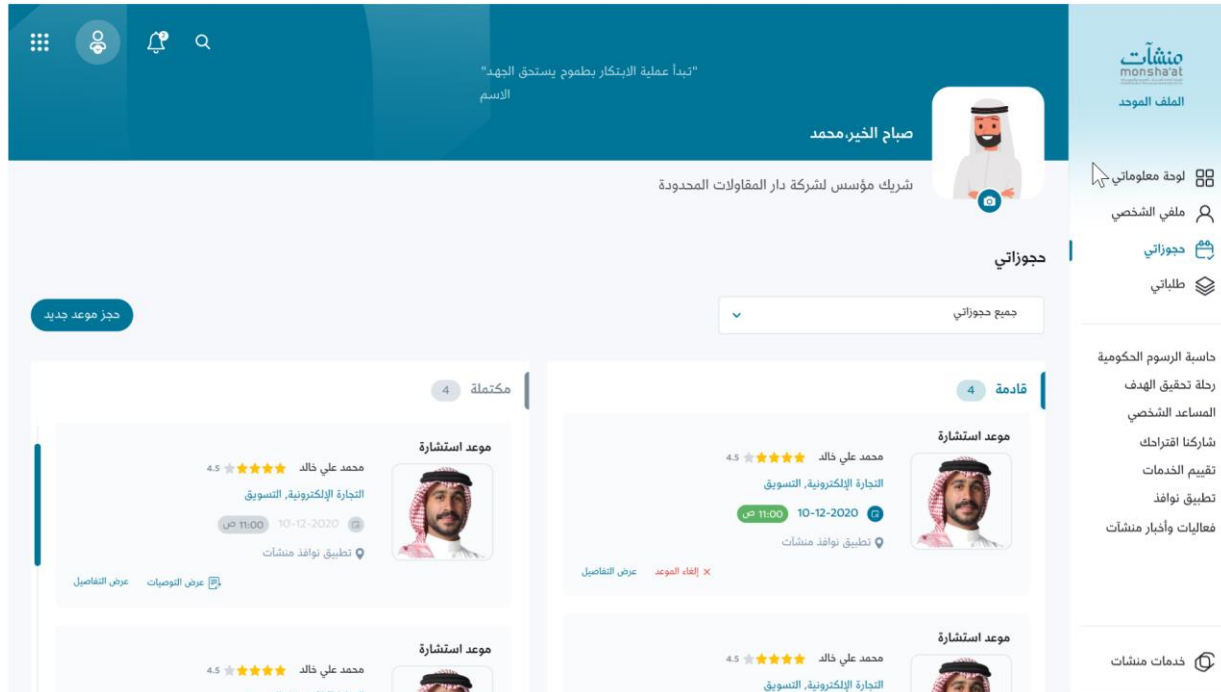 منشآت
monsha'at
الملف الموحد
لوحة معلوماتي
ملفي الشخصي
حجوزاتي
طلباتي
حاسبة الرسوم الحكومية
رحلة تحقيق الهدف
المساعد الشخصي
شاركنا اقتراحك
تقييم الخدمات
تطبيق نوافذ
فعاليات وأخبار منشآت
خدمات منشات
"تبدأ عملية الابتكار بطموح يستحق الجهد"
الاسم
صباح الخير،محمد
شريك مؤسس لشركة دار المقاولات المحدودة
حجوزاتي
جميع حجوزاتي
حجز موعد جديد
قادمة 4
موعد استشارة
محمد علي خالد 4.5
التجارة الإلكترونية, التسويق
10-12-2020 11:00 ص
تطبيق نوافذ منشآت
إلغاء الموعد عرض التفاصيل
موعد استشارة
محمد علي خالد 4.5
التجارة الإلكترونية, التسويق
مكتملة 4
موعد استشارة
محمد علي خالد 4.5
التجارة الإلكترونية, التسويق
10-12-2020 11:00 ص
تطبيق نوافذ منشآت
عرض التوصيات عرض التفاصيل
موعد استشارة
محمد علي خالد 4.5